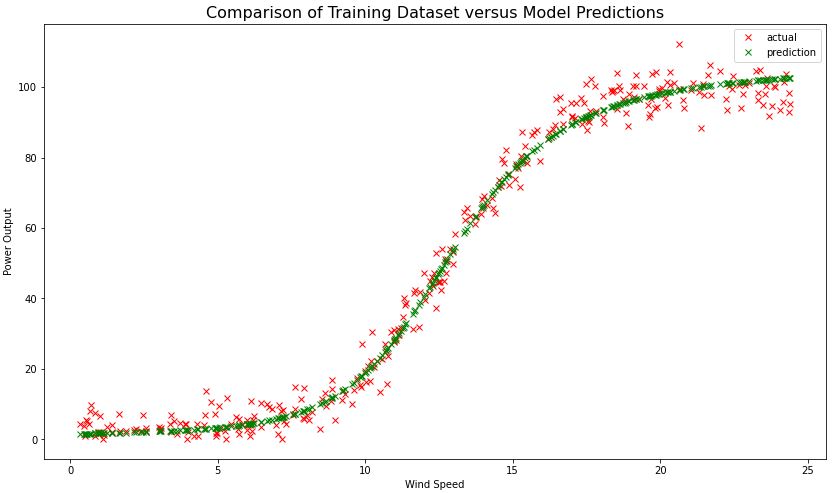 Comparison of Training Dataset versus Model Predictions
actual
prediction
Power Output
100
80
60
40
20
0
0 5 10 15 20 25
Wind Speed